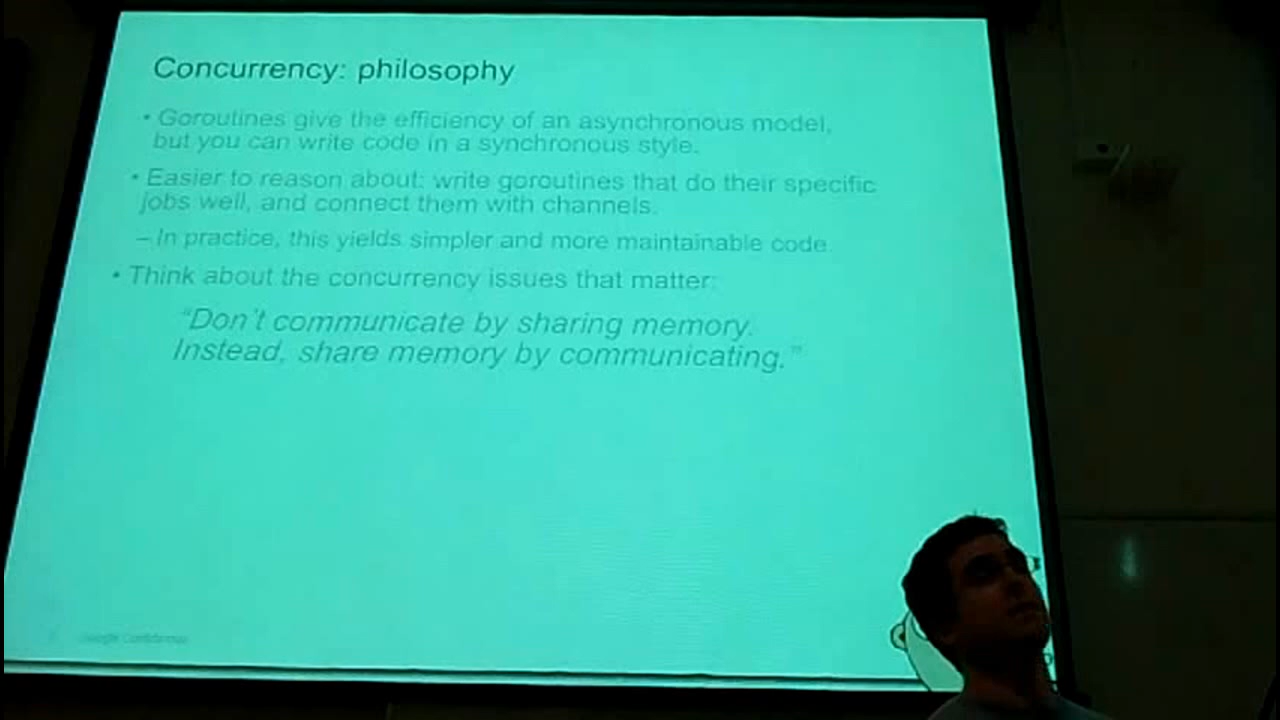 Concurrency: philosophy
• Goroutines give the efficiency of an asynchronous model,
but you can write code in a synchronous style.
• Easier to reason about: write goroutines that do their specific
jobs well, and connect them with channels.
– In practice, this yields simpler and more maintainable code.
• Think about the concurrency issues that matter:
“Don't communicate by sharing memory.
Instead, share memory by communicating.”
Google Confidential